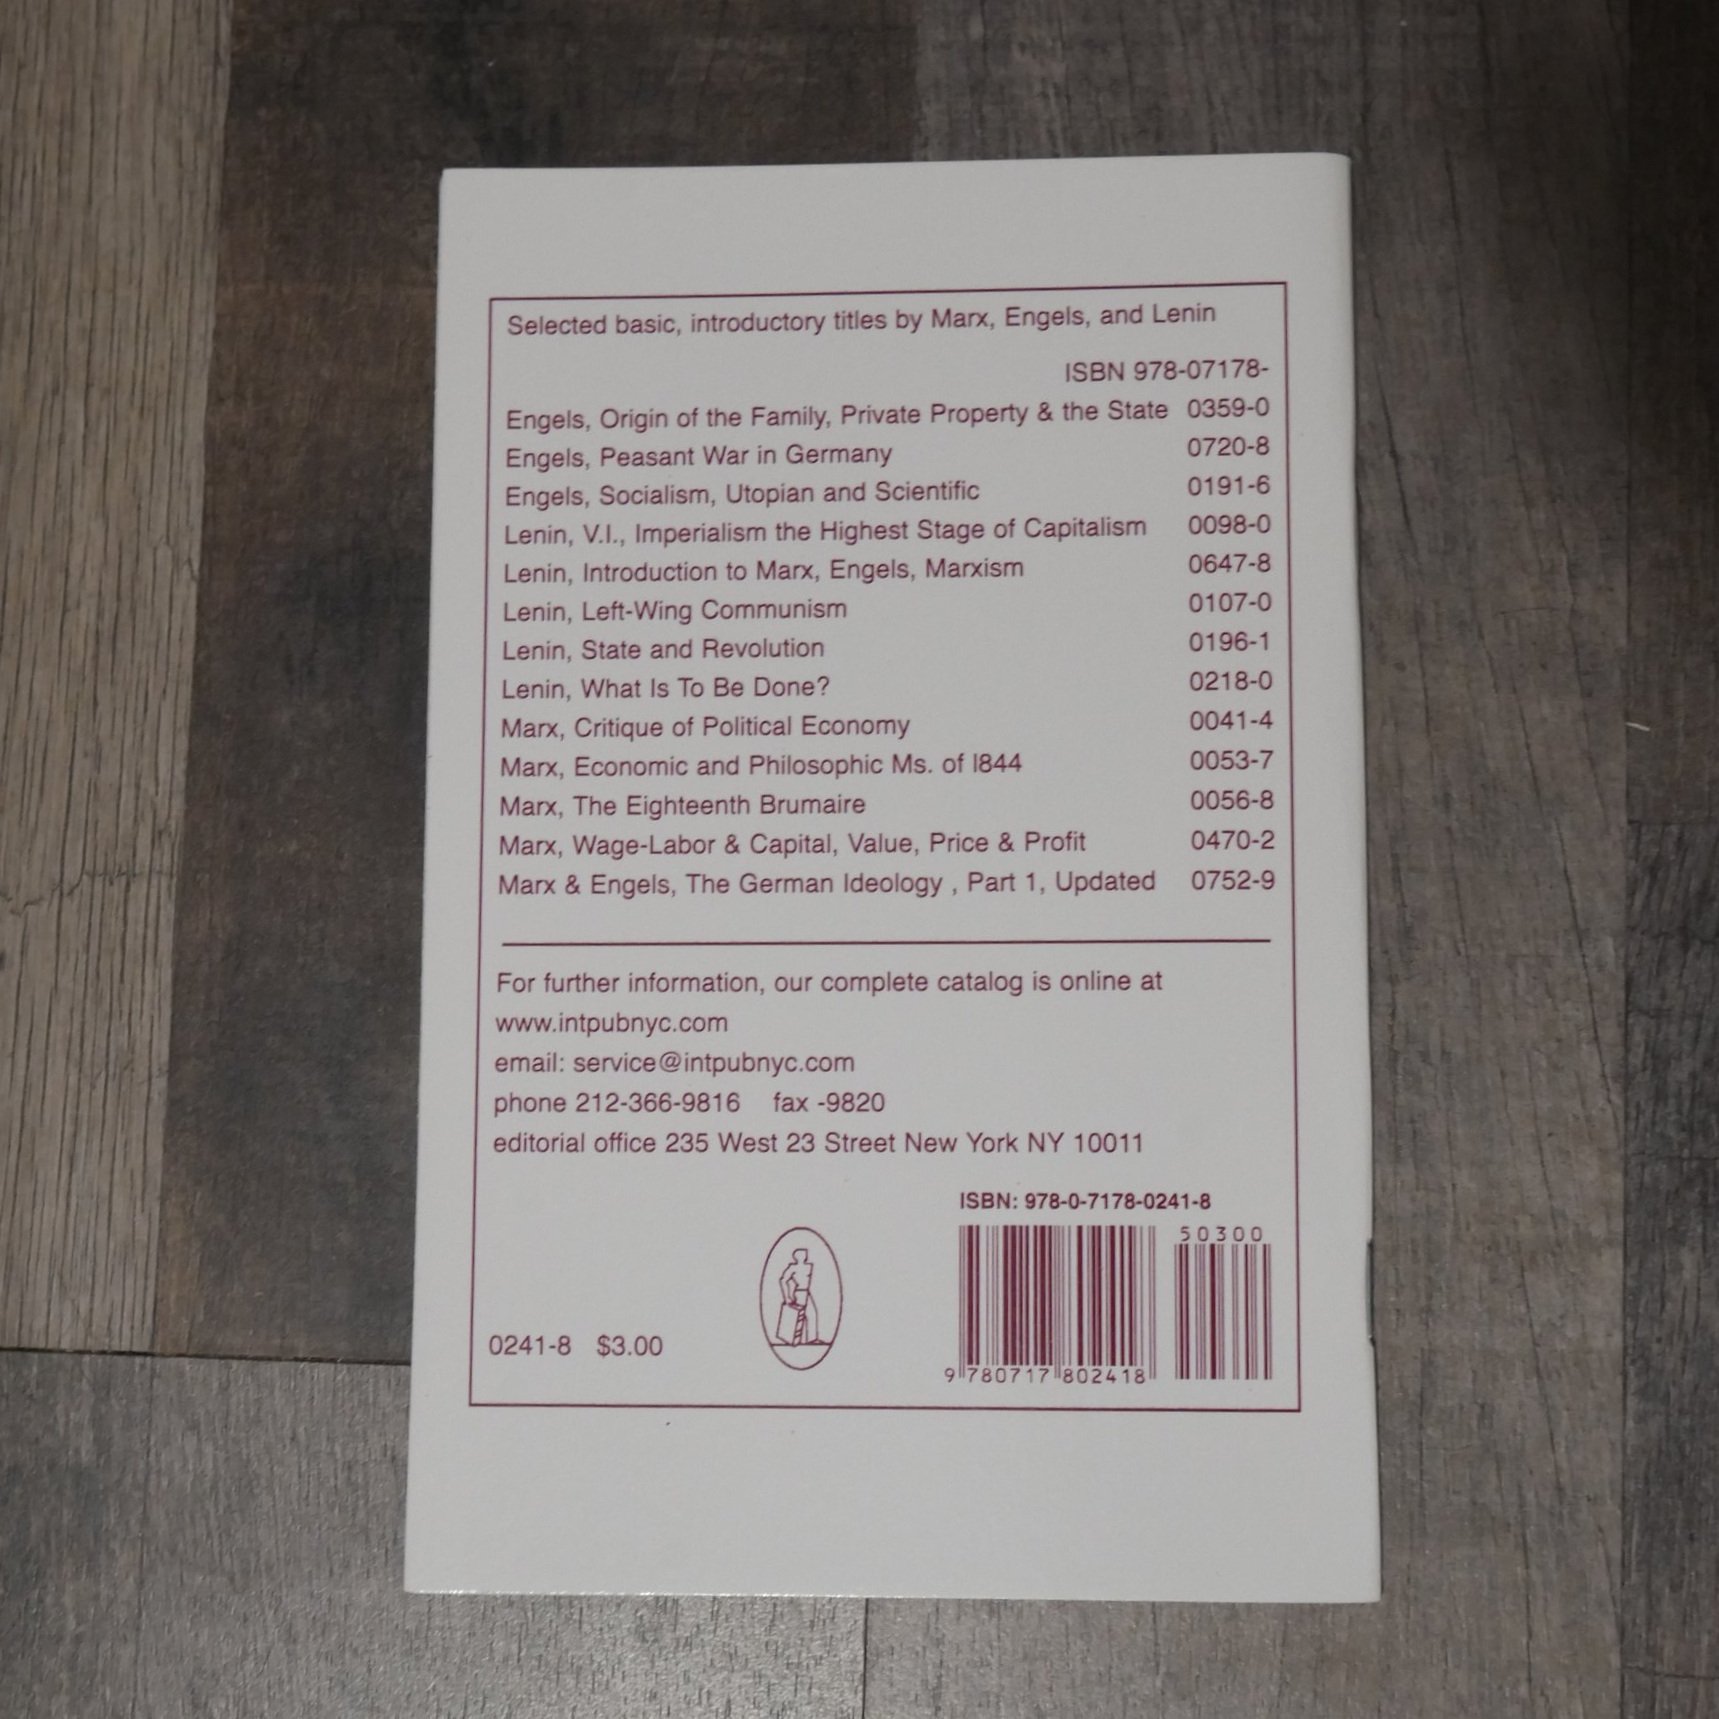 Selected basic, introductory titles by Marx, Engels, and Lenin
ISBN 978-07178-
Engels, Origin of the Family, Private Property & the State 0359-0
Engels, Peasant War in Germany 0720-8
Engels, Socialism, Utopian and Scientific 0191-6
Lenin, V.I., Imperialism the Highest Stage of Capitalism 0098-0
Lenin, Introduction to Marx, Engels, Marxism 0647-8
Lenin, Left-Wing Communism 0107-0
Lenin, State and Revolution 0196-1
Lenin, What Is To Be Done? 0218-0
Marx, Critique of Political Economy 0041-4
Marx, Economic and Philosophic Ms. of l844 0053-7
Marx, The Eighteenth Brumaire 0056-8
Marx, Wage-Labor & Capital, Value, Price & Profit 0470-2
Marx & Engels, The German Ideology , Part 1, Updated 0752-9
For further information, our complete catalog is online at
www.intpubnyc.com
email: service@intpubnyc.com
phone 212-366-9816 fax -9820
editorial office 235 West 23 Street New York NY 10011
ISBN: 978-0-7178-0241-8
50300
0241-8 $3.00
9 780717 802418